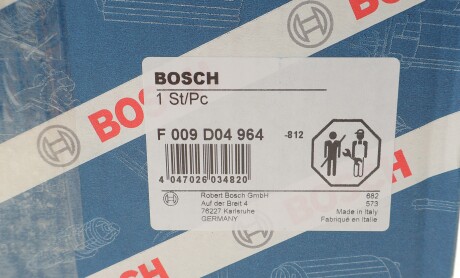 BOSCH
BOSCH
BOSCH
1 St/Pc
F 009 D04 964 -812
4 047026 034820
Robert Bosch GmbH
Auf der Breit 4
76227 Karlsruhe
GERMANY
682
573
Made in Italy
Fabriqué en Italie
BOSCH